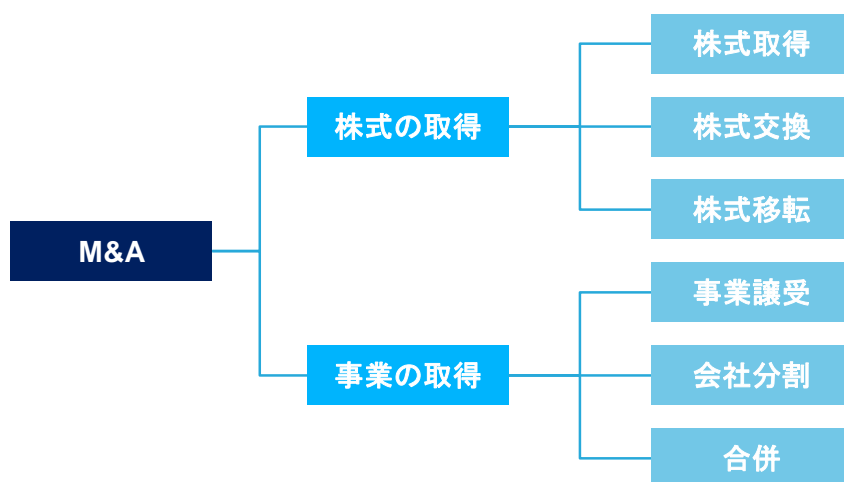 M&A
株式の取得
株式取得
株式交換
株式移転
事業の取得
事業譲受
会社分割
合併